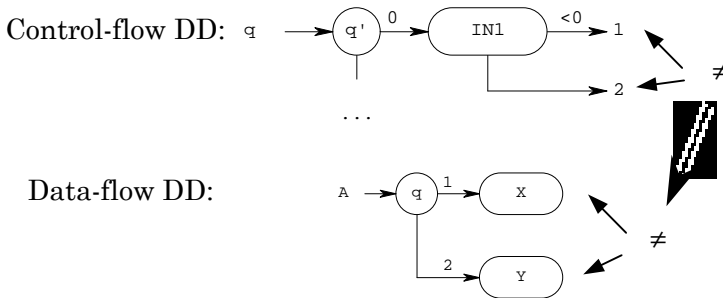 Control-flow DD: q q' 0 IN1 <0 1
≠
2
...
Data-flow DD: A q 1 X
≠
2 Y